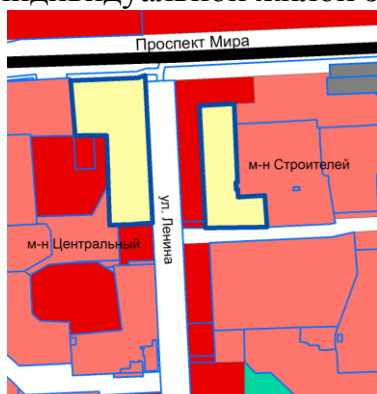 индивидуальной жилой
Проспект Мира
м-н Строителей
ул. Ленина
м-н Центральный